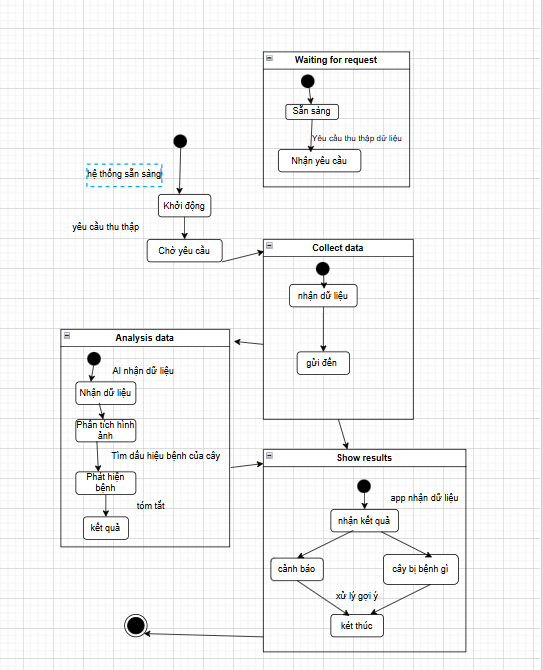 Waiting for request
Sẵn sàng
Yêu cầu thu thập dữ liệu
Nhận yêu cầu
hệ thống sẵn sàng
Khởi động
yêu cầu thu thập
Chờ yêu cầu
Collect data
nhận dữ liệu
gửi đến
Analysis data
AI nhận dữ liệu
Nhận dữ liệu
Phân tích hình
ảnh
Tìm dấu hiệu bệnh của cây
Phát hiện
bệnh
tóm tắt
kết quả
Show results
app nhận dữ liệu
nhận kết quả
cảnh báo
cây bị bệnh gì
xử lý gợi ý
két thúc